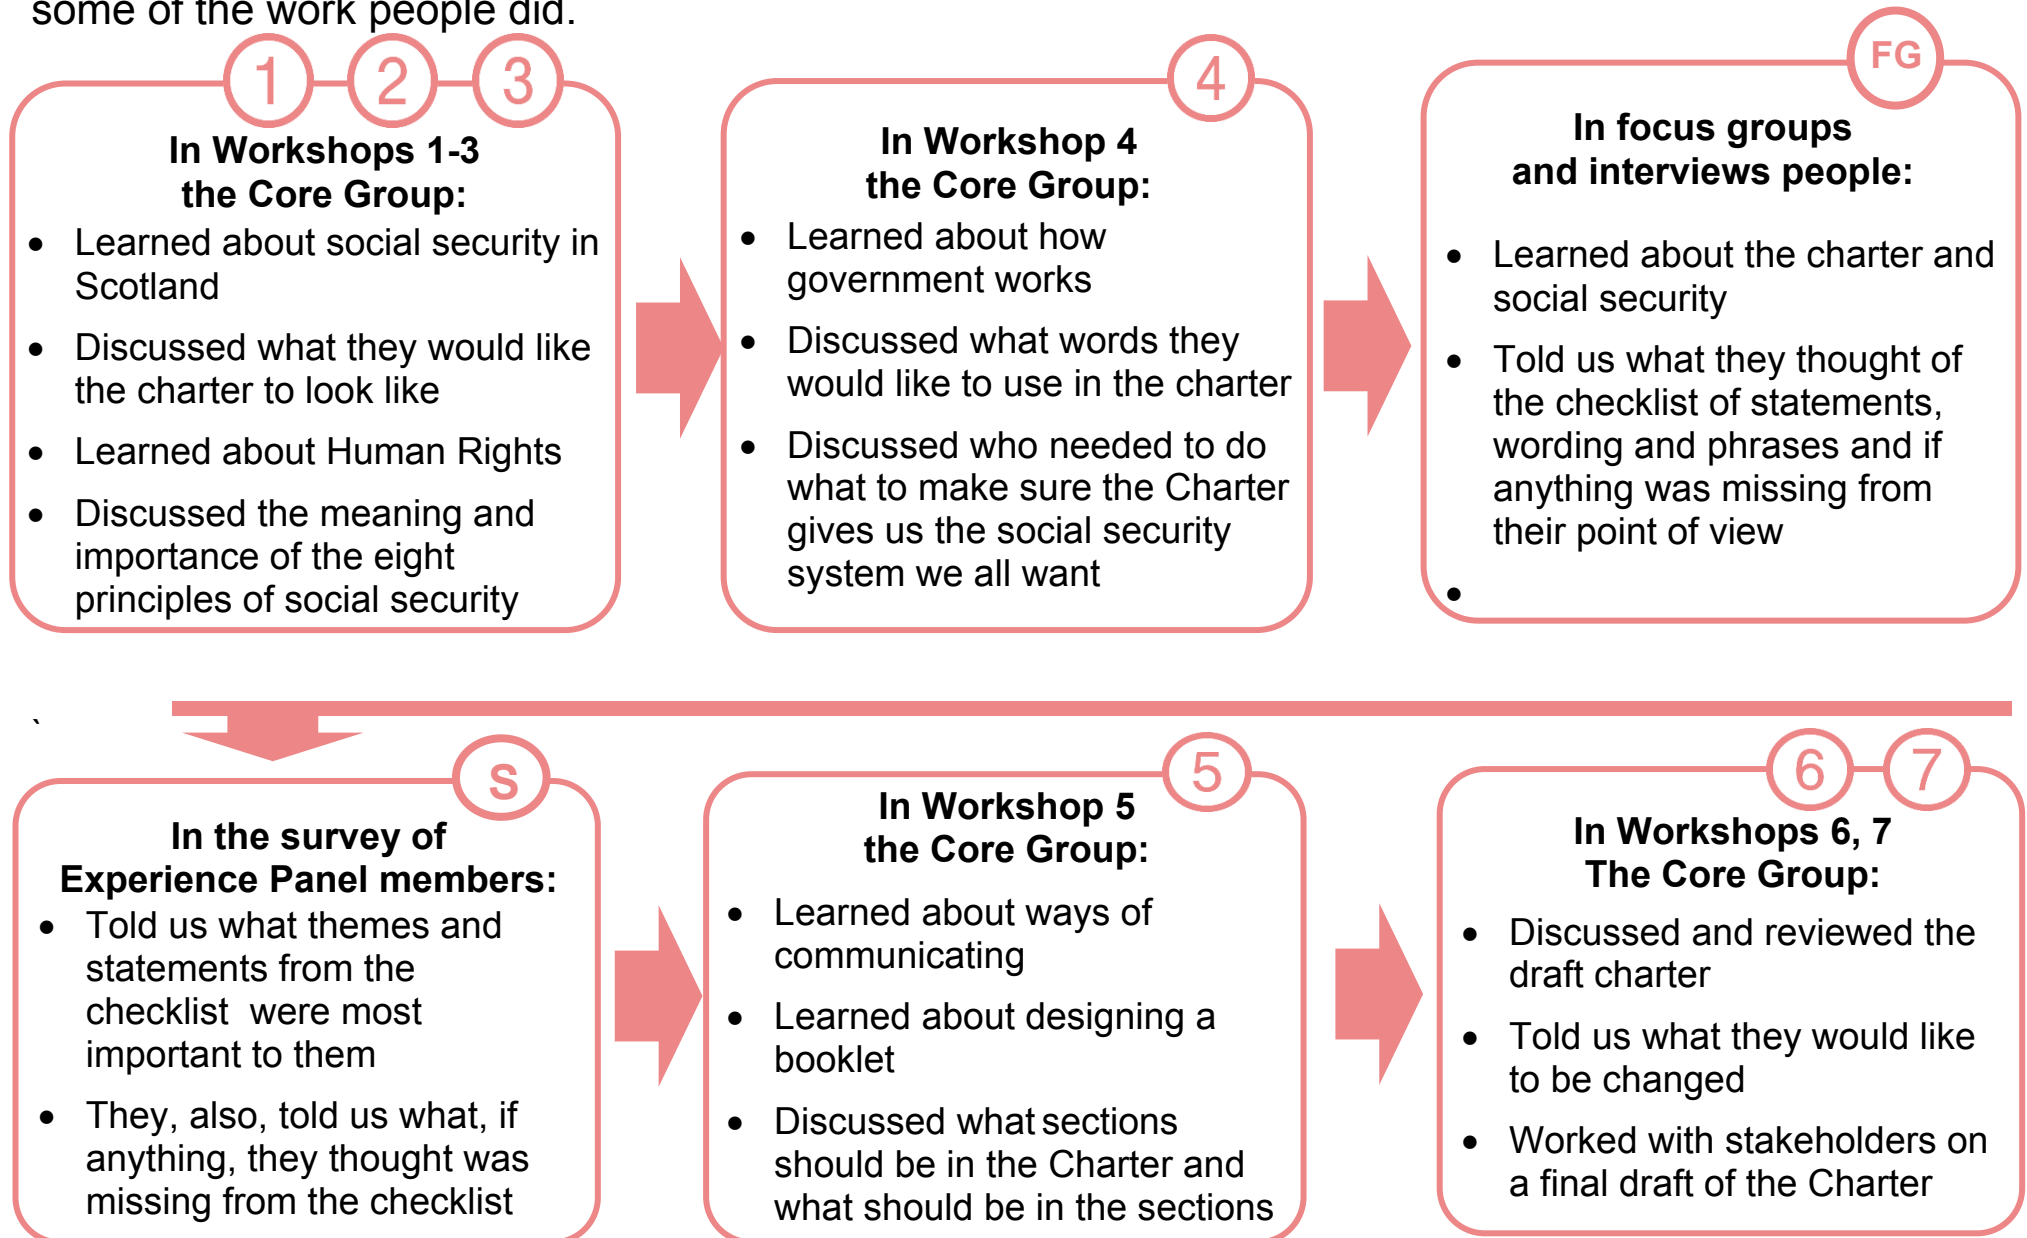 some of the work people did.
1 2 3
In Workshops 1-3
the Core Group:
• Learned about social security in
Scotland
• Discussed what they would like
the charter to look like
• Learned about Human Rights
• Discussed the meaning and
importance of the eight
principles of social security
4
In Workshop 4
the Core Group:
• Learned about how
government works
• Discussed what words they
would like to use in the charter
• Discussed who needed to do
what to make sure the Charter
gives us the social security
system we all want
FG
In focus groups
and interviews people:
• Learned about the charter and
social security
• Told us what they thought of
the checklist of statements,
wording and phrases and if
anything was missing from
their point of view
•
`
S
In the survey of
Experience Panel members:
• Told us what themes and
statements from the
checklist  were most
important to them
• They, also, told us what, if
anything, they thought was
missing from the checklist
5
In Workshop 5
the Core Group:
• Learned about ways of
communicating
• Learned about designing a
booklet
• Discussed what sections
should be in the Charter and
what should be in the sections
6 7
In Workshops 6, 7
The Core Group:
• Discussed and reviewed the
draft charter
• Told us what they would like
to be changed
• Worked with stakeholders on
a final draft of the Charter